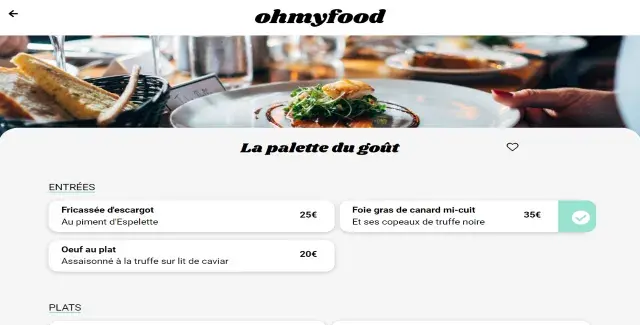 ohmyfood
La palette du goût
ENTRÉES
Fricassée d'escargot
Au piment d'Espelette
25€
Foie gras de canard mi-cuit
Et ses copeaux de truffe noire
35€
Oeuf au plat
Assaisonné à la truffe sur lit de caviar
20€
PLATS